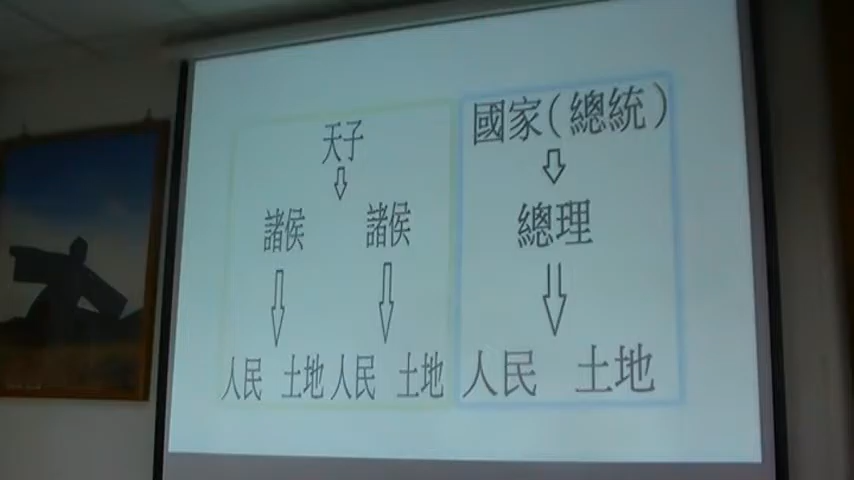 天子
諸侯 諸侯
人民 土地 人民 土地
國家(總統)
總理
人民 土地